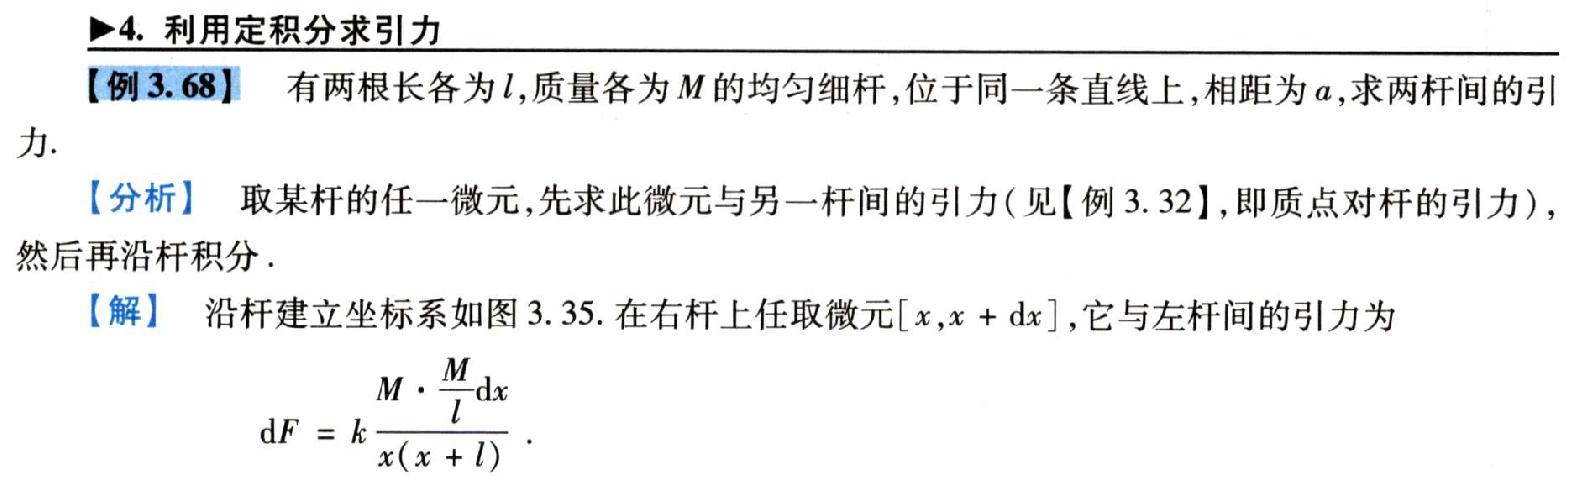 ▶4. 利用定积分求引力
【例 3.68】 有两根长各为 l,质量各为 M 的均匀细杆,位于同一条直线上,相距为 a,求两杆间的引
力.
【分析】 取某杆的任一微元,先求此微元与另一杆间的引力(见【例 3.32】,即质点对杆的引力),
然后再沿杆积分.
【解】 沿杆建立坐标系如图 3.35. 在右杆上任取微元[x,x + dx],它与左杆间的引力为
dF = k \frac{M · \frac{M}{l}dx}{x(x + l)} .